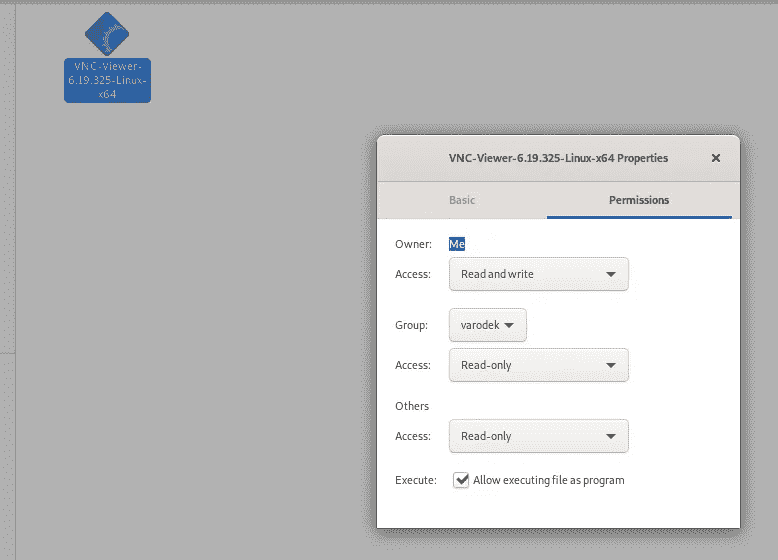 VNC-Viewer-
6.19.325-Linux-
x64
VNC-Viewer-6.19.325-Linux-x64 Properties
Basic
Permissions
Owner: Me
Access: Read and write
Group: varodek
Access: Read-only
Others
Access: Read-only
Execute: Allow executing file as program